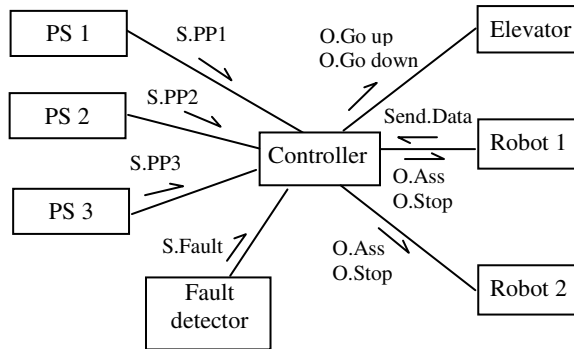 PS 1
S.PP1
O.Go up
O.Go down
Elevator
PS 2
S.PP2
Send.Data
Controller
Robot 1
S.PP3
O.Ass
O.Stop
PS 3
S.Fault
O.Ass
O.Stop
Fault
detector
Robot 2